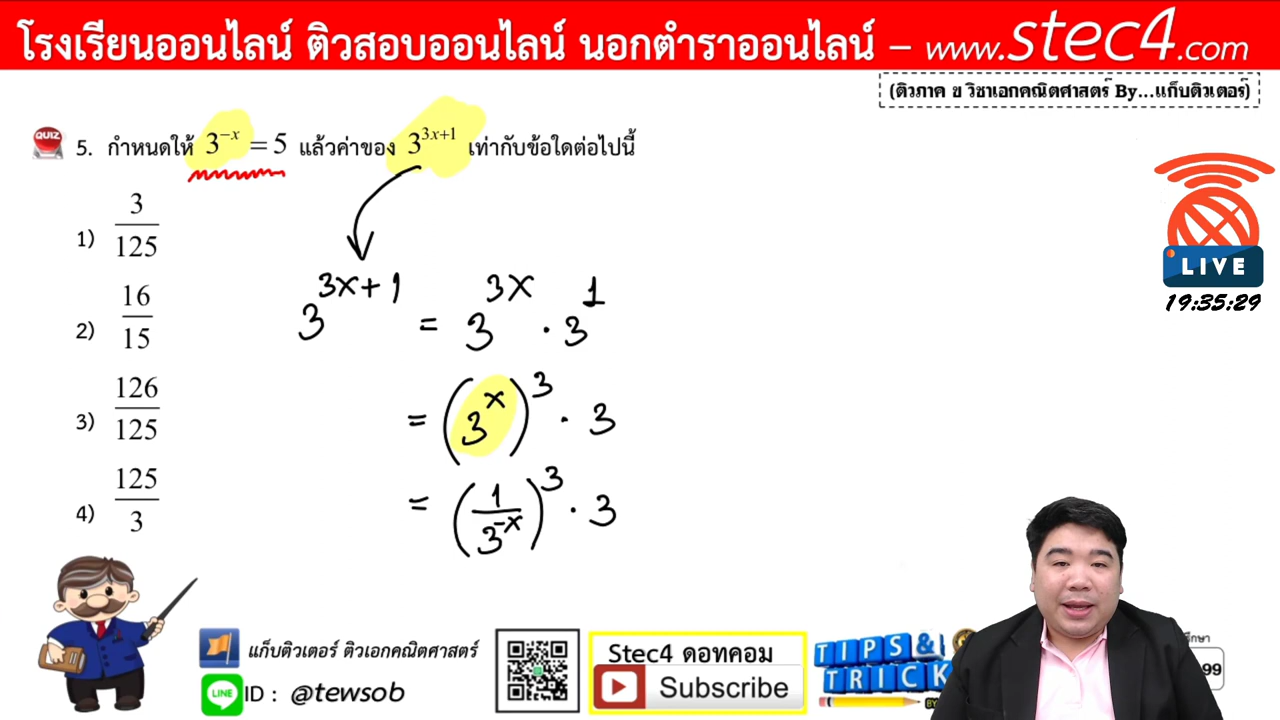 โรงเรียนออนไลน์ ติวสอบออนไลน์ นอกตำราออนไลน์ – www.stec4.com
(ติวภาค ข วิชาเอกคณิตศาสตร์ By...แก็บติวเตอร์)
QUIZ
5. กำหนดให้ 3^{-x} = 5 แล้วค่าของ 3^{3x+1} เท่ากับข้อใดต่อไปนี้
1) 3/125
2) 16/15
3) 126/125
4) 125/3
3^{3x+1} = 3^{3x} · 3^1
= (3^x)^3 · 3
= (1/3^{-x})^3 · 3
LIVE
19:35:29
แก็บติวเตอร์ ติวเอกคณิตศาสตร์
LINE ID : @tewsob
Stec4 ดอทคอม
Subscribe
TIPS &
TRICK
BY
99